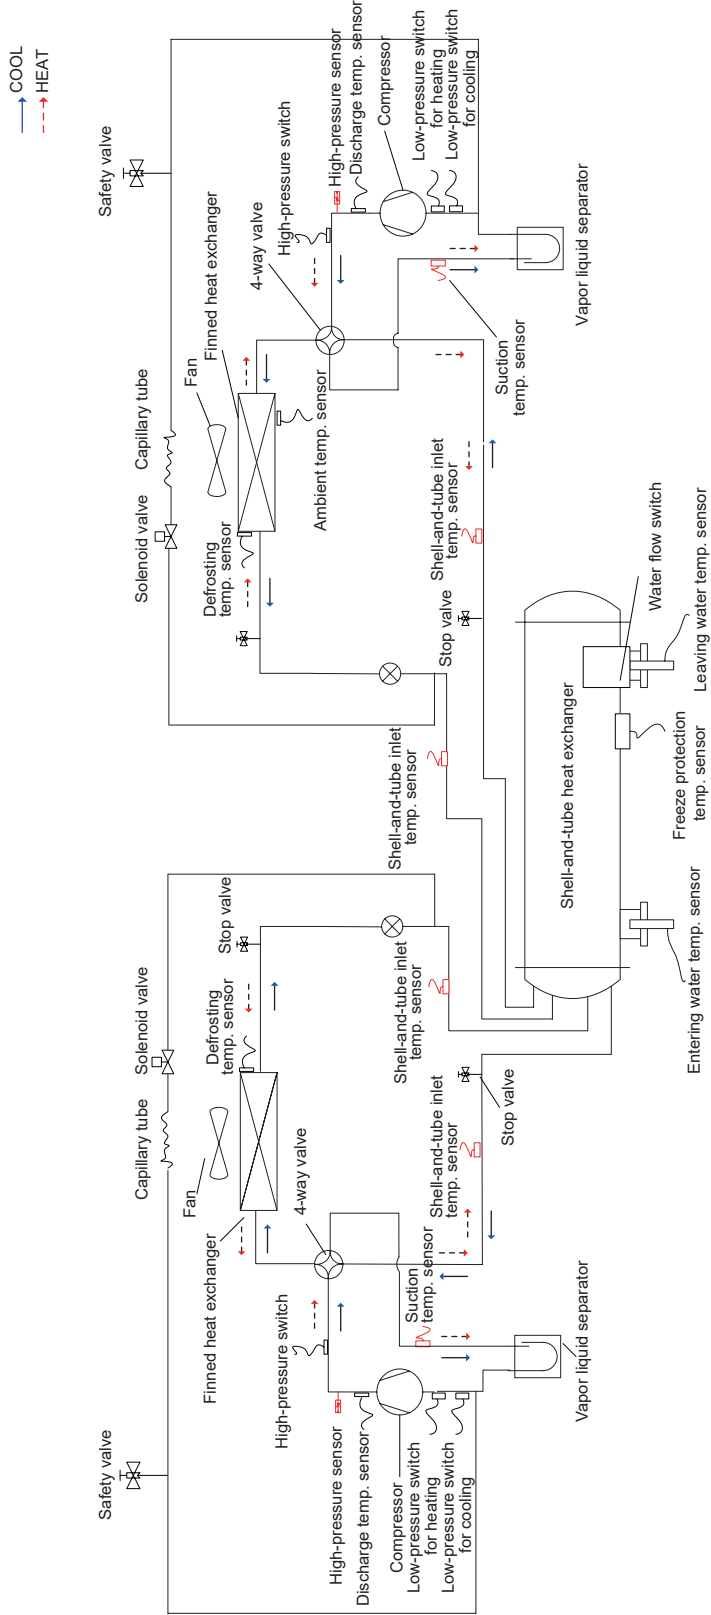 COOL
HEAT
Safety valve
Solenoid valve
Capillary tube
Fan
Finned heat exchanger
4-way valve
High-pressure switch
High-pressure sensor
Discharge temp. sensor
Compressor
Low-pressure switch
for heating
Low-pressure switch
for cooling
Defrosting
temp. sensor
Ambient temp. sensor
Stop valve
Shell-and-tube inlet
temp. sensor
Shell-and-tube inlet
temp. sensor
Suction
temp. sensor
Vapor liquid separator
Safety valve
Capillary tube
Solenoid valve
Fan
Finned heat exchanger
4-way valve
Defrosting
temp. sensor
Stop valve
High-pressure switch
High-pressure sensor
Discharge temp. sensor
Compressor
Low-pressure switch
for heating
Low-pressure switch
for cooling
Suction
temp. sensor
Shell-and-tube inlet
temp. sensor
Shell-and-tube inlet
temp. sensor
Stop valve
Vapor liquid separator
Shell-and-tube heat exchanger
Water flow switch
Entering water temp. sensor
Freeze protection
temp. sensor
Leaving water temp. sensor